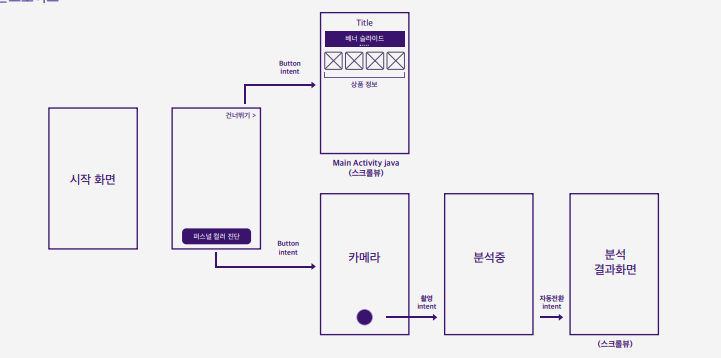 Title
베너 슬라이드
Button
intent
상품 정보
건너뛰기 >
Main Activity java
(스크롤뷰)
시작 화면
퍼스널 컬러 진단
Button
intent
카메라
분석중
분석
결과화면
촬영
intent
자동전환
intent
(스크롤뷰)